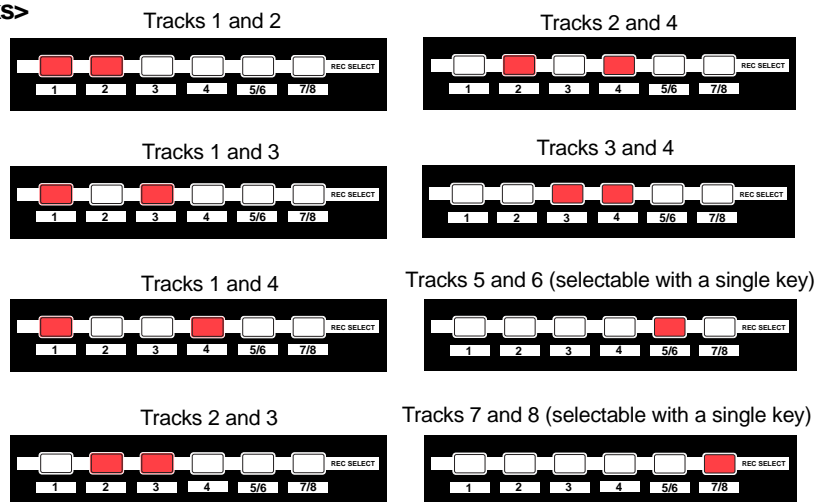 ks>
Tracks 1 and 2
REC SELECT
1 2 3 4 5/6 7/8
Tracks 2 and 4
REC SELECT
1 2 3 4 5/6 7/8
Tracks 1 and 3
REC SELECT
1 2 3 4 5/6 7/8
Tracks 3 and 4
REC SELECT
1 2 3 4 5/6 7/8
Tracks 1 and 4
REC SELECT
1 2 3 4 5/6 7/8
Tracks 5 and 6 (selectable with a single key)
REC SELECT
1 2 3 4 5/6 7/8
Tracks 2 and 3
REC SELECT
1 2 3 4 5/6 7/8
Tracks 7 and 8 (selectable with a single key)
REC SELECT
1 2 3 4 5/6 7/8